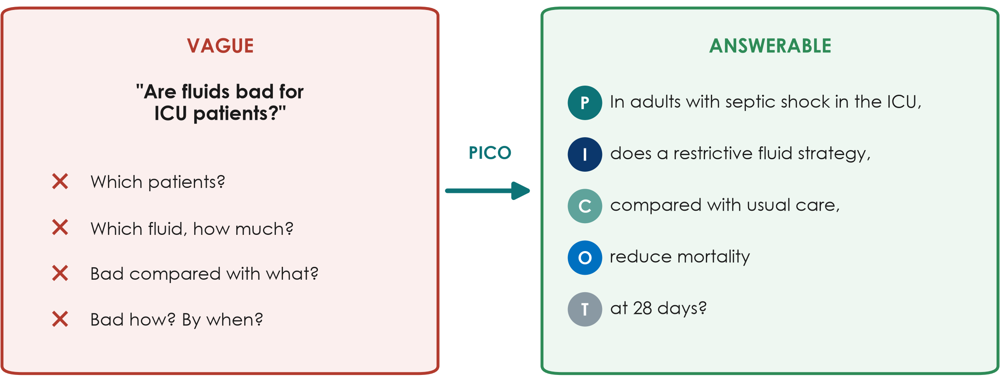 VAGUE
"Are fluids bad for
ICU patients?"
Which patients?
Which fluid, how much?
Bad compared with what?
Bad how? By when?
PICO
ANSWERABLE
P In adults with septic shock in the ICU,
I does a restrictive fluid strategy,
C compared with usual care,
O reduce mortality
T at 28 days?